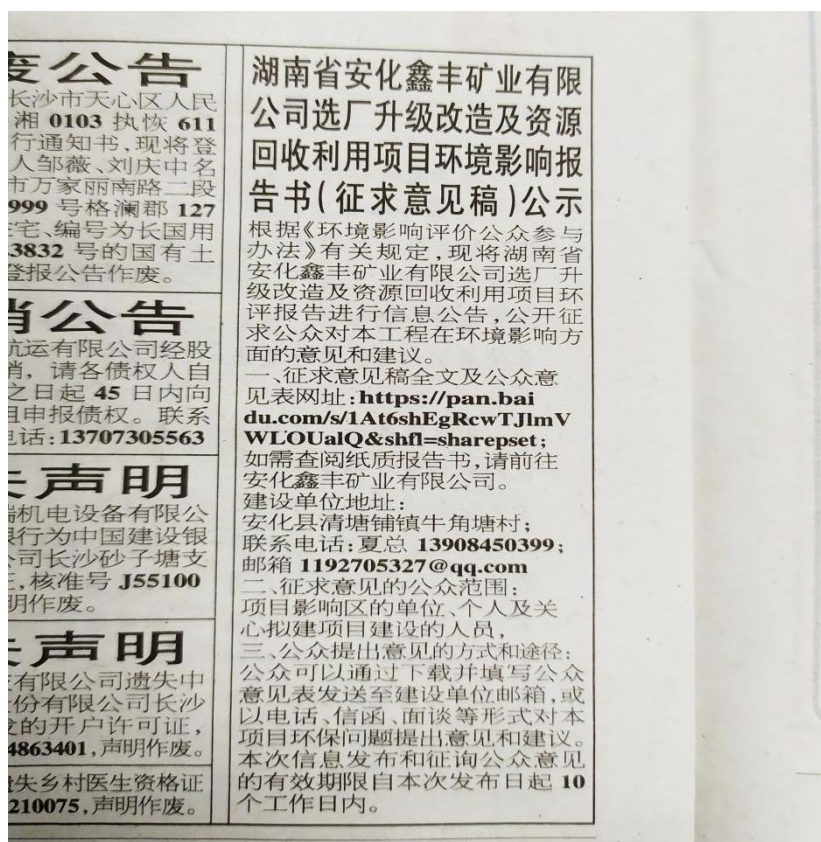 废公告
长沙市天心区人民
湘 0103 执恢 611
行通知书,现将登
人邹薇、刘庆中名
市万家丽南路二段
999 号格澜郡 127
住宅、编号为长国用
3832 号的国有土
登报公告作废。
销公告
航运有限公司经股
销，请各债权人自
之日起 45 日内向
组申报债权。联系
电话:13707305563
失声明
瑞机电设备有限公
银行为中国建设银
公司长沙砂子塘支
,核准号 J55100
明作废。
失声明
有限公司遗失中
份有限公司长沙
发的开户许可证,
4863401,声明作废。
遗失乡村医生资格证
210075,声明作废。
湖南省安化鑫丰矿业有限
公司选厂升级改造及资源
回收利用项目环境影响报
告书(征求意见稿)公示
根据《环境影响评价公众参与
办法》有关规定,现将湖南省
安化鑫丰矿业有限公司选厂升
级改造及资源回收利用项目环
评报告进行信息公告,公开征
求公众对本工程在环境影响方
面的意见和建议。
一、征求意见稿全文及公众意
见表网址:https://pan.bai
du.com/s/1At6shEgRcwTJlmV
WLOUalQ&shfl=sharepset;
如需查阅纸质报告书,请前往
安化鑫丰矿业有限公司。
建设单位地址:
安化县清塘铺镇牛角塘村;
联系电话:夏总 13908450399;
邮箱 1192705327@qq.com
二、征求意见的公众范围:
项目影响区的单位、个人及关
心拟建项目建设的人员,
三、公众提出意见的方式和途径:
公众可以通过下载并填写公众
意见表发送至建设单位邮箱,或
以电话、信函、面谈等形式对本
项目环保问题提出意见和建议。
本次信息发布和征询公众意见
的有效期限自本次发布日起 10
个工作日内。